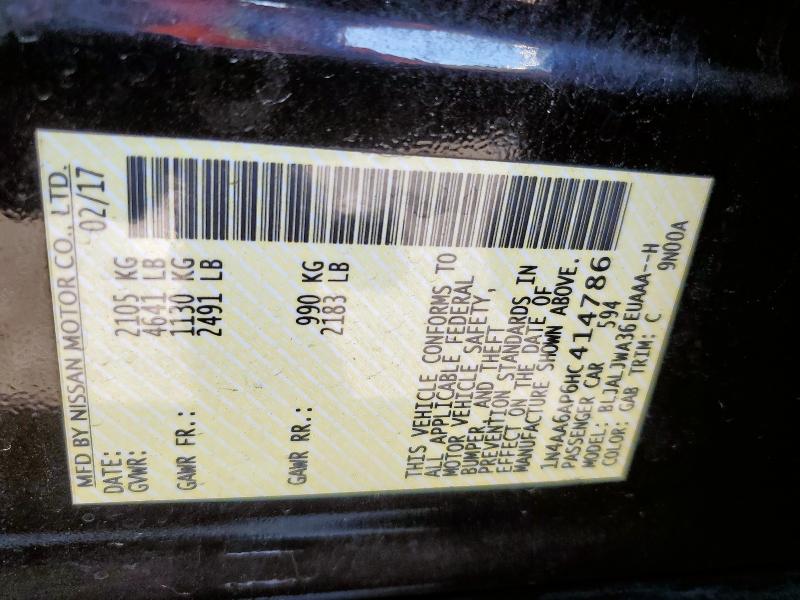 MFD BY NISSAN MOTOR CO., LTD.
DATE: 02/17
GVWR: 2105 KG
4641 LB
GAWR FR.: 1130 KG
2491 LB
GAWR RR.: 990 KG
2183 LB
THIS VEHICLE CONFORMS TO
ALL APPLICABLE FEDERAL
MOTOR VEHICLE SAFETY,
BUMPER, AND THEFT
PREVENTION STANDARDS IN
EFFECT ON THE DATE OF
MANUFACTURE SHOWN ABOVE.
1N4AA6AP6HC414786
PASSENGER CAR 594
MODEL: BLJALJWA36EUAAA--H
COLOR: GAB TRIM: C 9N00A